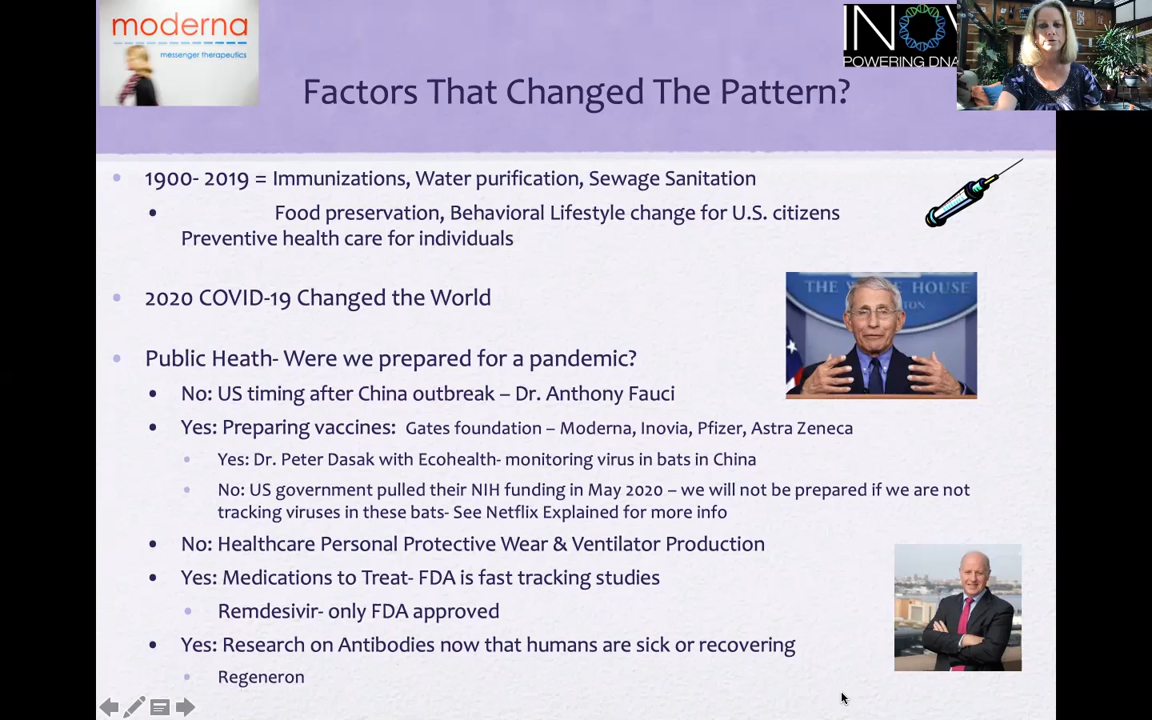 moderna
messenger therapeutics
INOV
POWERING DNA
Factors That Changed The Pattern?
1900- 2019 = Immunizations, Water purification, Sewage Sanitation
Food preservation, Behavioral Lifestyle change for U.S. citizens
Preventive health care for individuals
THE WHITE HOUSE
TON
2020 COVID-19 Changed the World
Public Heath- Were we prepared for a pandemic?
No: US timing after China outbreak – Dr. Anthony Fauci
Yes: Preparing vaccines: Gates foundation – Moderna, Inovia, Pfizer, Astra Zeneca
Yes: Dr. Peter Dasak with Ecohealth- monitoring virus in bats in China
No: US government pulled their NIH funding in May 2020 – we will not be prepared if we are not
tracking viruses in these bats- See Netflix Explained for more info
No: Healthcare Personal Protective Wear & Ventilator Production
Yes: Medications to Treat- FDA is fast tracking studies
Remdesivir- only FDA approved
Yes: Research on Antibodies now that humans are sick or recovering
Regeneron